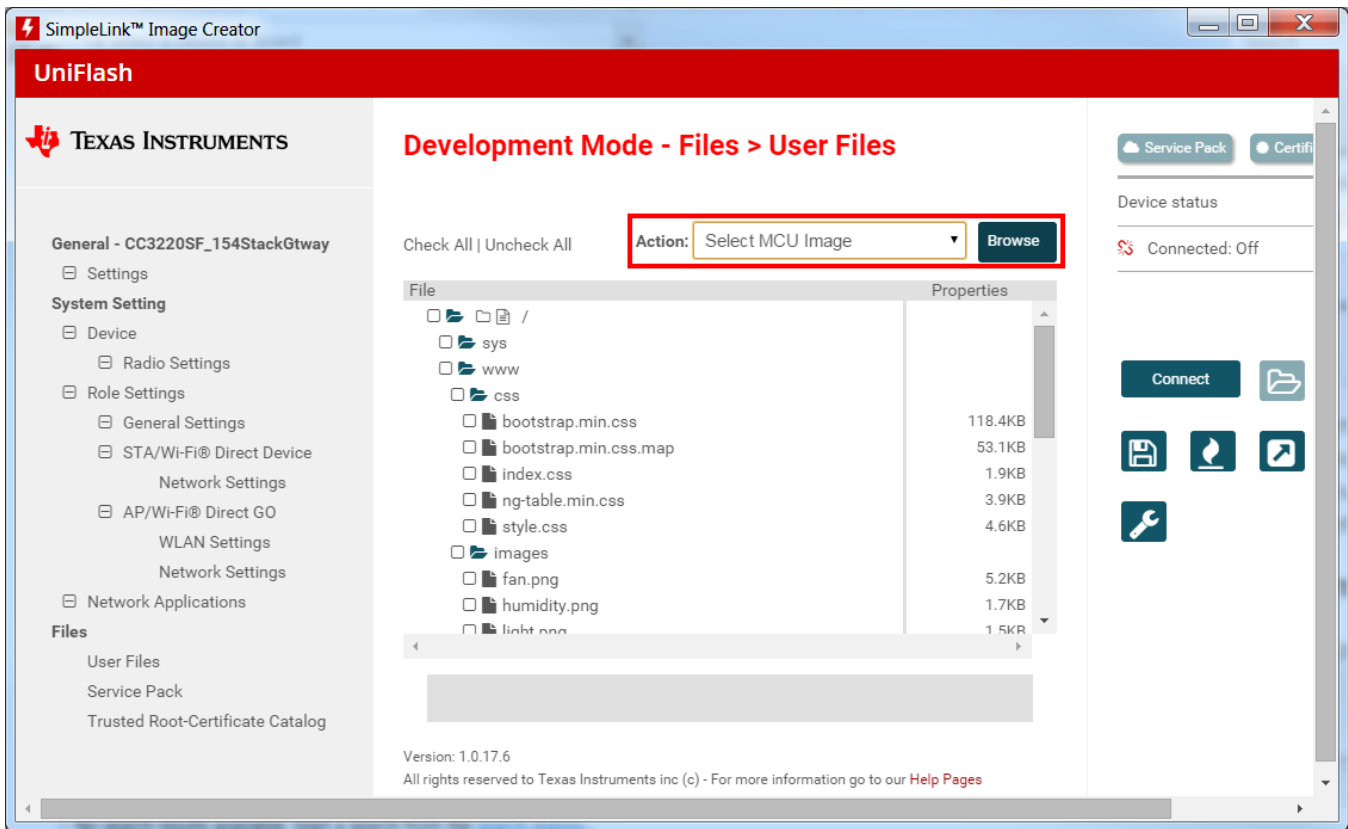 SimpleLink™ Image Creator
UniFlash
TEXAS INSTRUMENTS
General - CC3220SF_154StackGtway
Settings
System Setting
Device
Radio Settings
Role Settings
General Settings
STA/Wi-Fi® Direct Device
Network Settings
AP/Wi-Fi® Direct GO
WLAN Settings
Network Settings
Network Applications
Files
User Files
Service Pack
Trusted Root-Certificate Catalog
Development Mode - Files > User Files
Check All | Uncheck All
Action: Select MCU Image Browse
File Properties
/
sys
www
css
bootstrap.min.css 118.4KB
bootstrap.min.css.map 53.1KB
index.css 1.9KB
ng-table.min.css 3.9KB
style.css 4.6KB
images
fan.png 5.2KB
humidity.png 1.7KB
light.png 1.5KB
Version: 1.0.17.6
All rights reserved to Texas Instruments inc (c) - For more information go to our Help Pages
Service Pack Certifi
Device status
Connected: Off
Connect